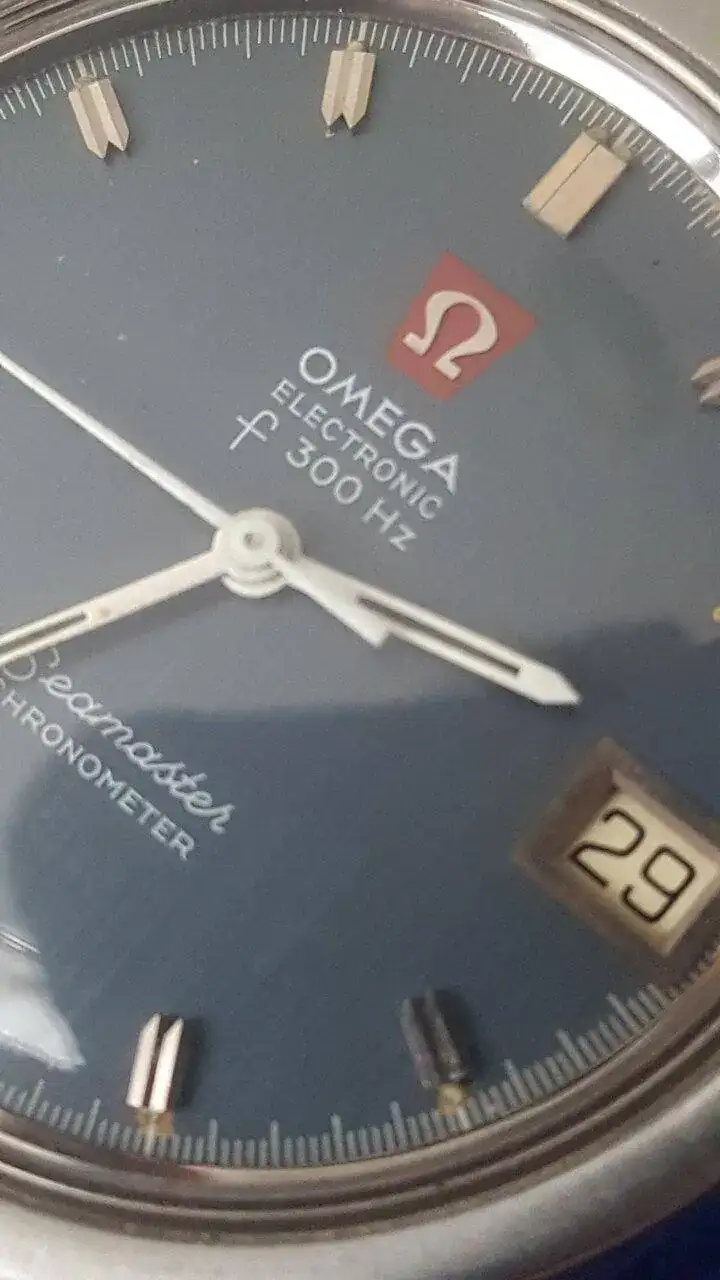 Ω
OMEGA
ELECTRONIC
f 300 Hz
Seamaster
CHRONOMETER
29